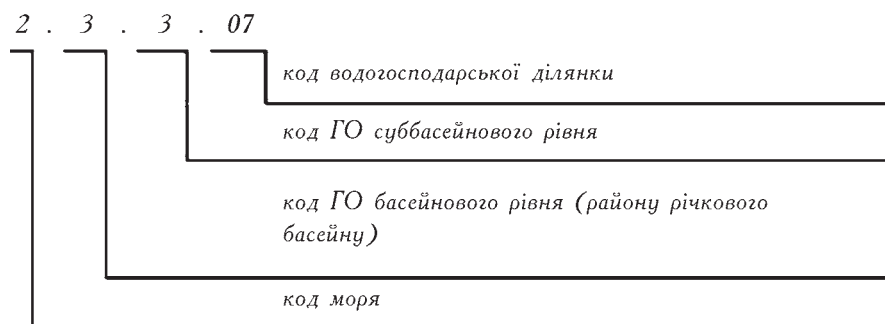 2 . 3 . 3 . 07
код водогосподарської ділянки
код ГО суббасейнового рівня
код ГО басейнового рівня (району річкового
басейну)
код моря